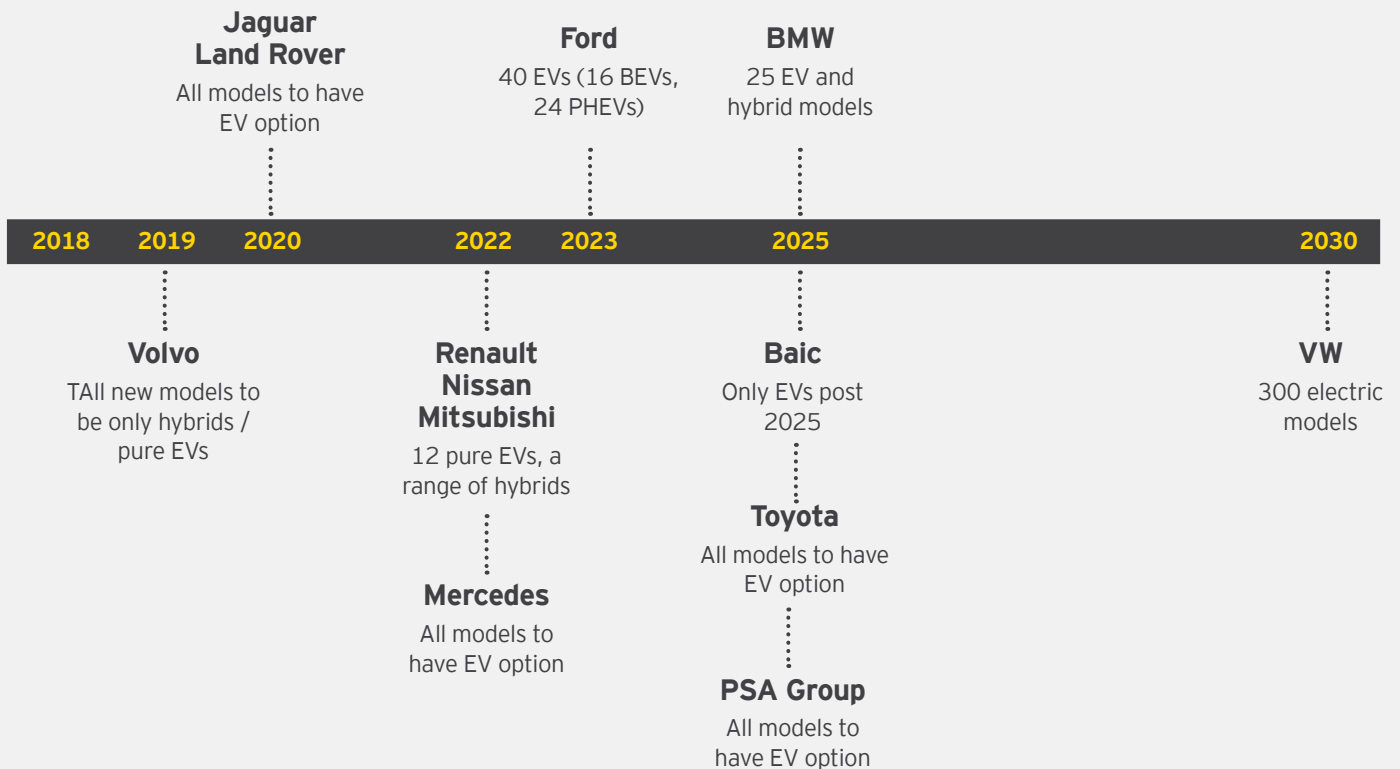 Jaguar
Land Rover
All models to have
EV option
Ford
40 EVs (16 BEVs,
24 PHEVs)
BMW
25 EV and
hybrid models
2018 2019 2020 2022 2023 2025 2030
Volvo
TAll new models to
be only hybrids /
pure EVs
Renault
Nissan
Mitsubishi
12 pure EVs, a
range of hybrids
Mercedes
All models to
have EV option
Baic
Only EVs post
2025
Toyota
All models to have
EV option
PSA Group
All models to
have EV option
VW
300 electric
models